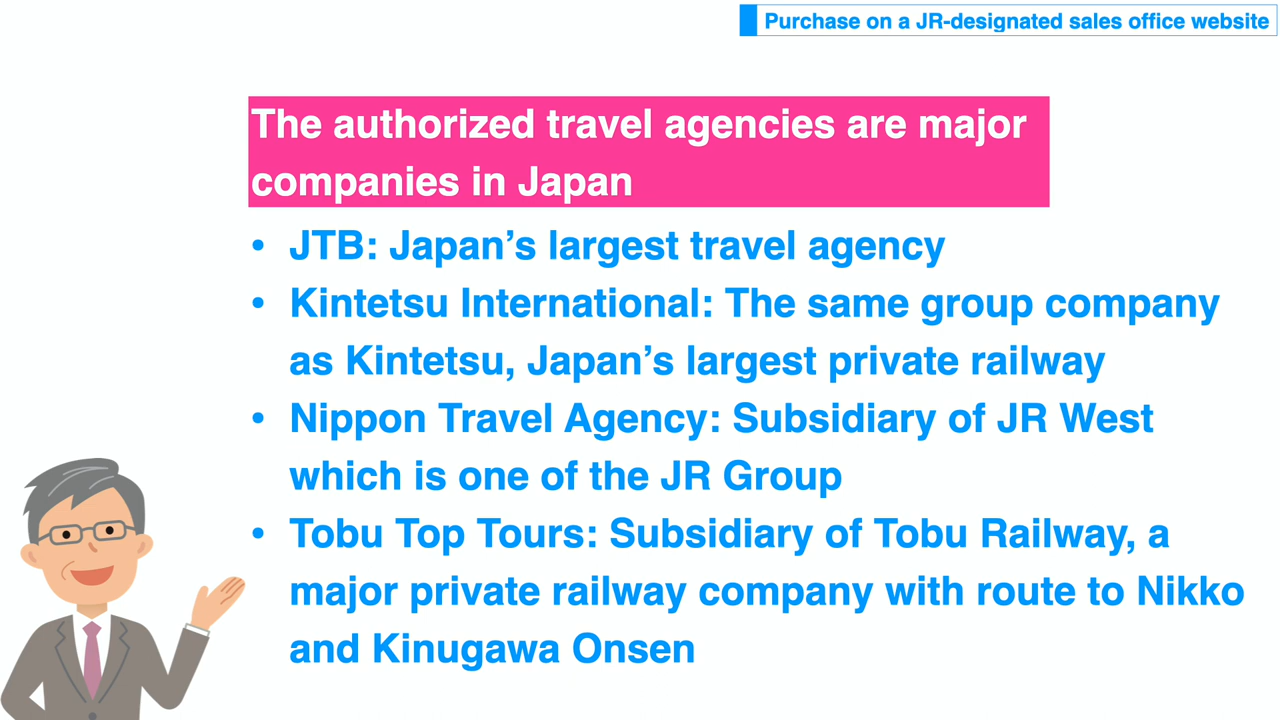 Purchase on a JR-designated sales office website
The authorized travel agencies are major
companies in Japan
• JTB: Japan’s largest travel agency
• Kintetsu International: The same group company
as Kintetsu, Japan’s largest private railway
• Nippon Travel Agency: Subsidiary of JR West
which is one of the JR Group
• Tobu Top Tours: Subsidiary of Tobu Railway, a
major private railway company with route to Nikko
and Kinugawa Onsen